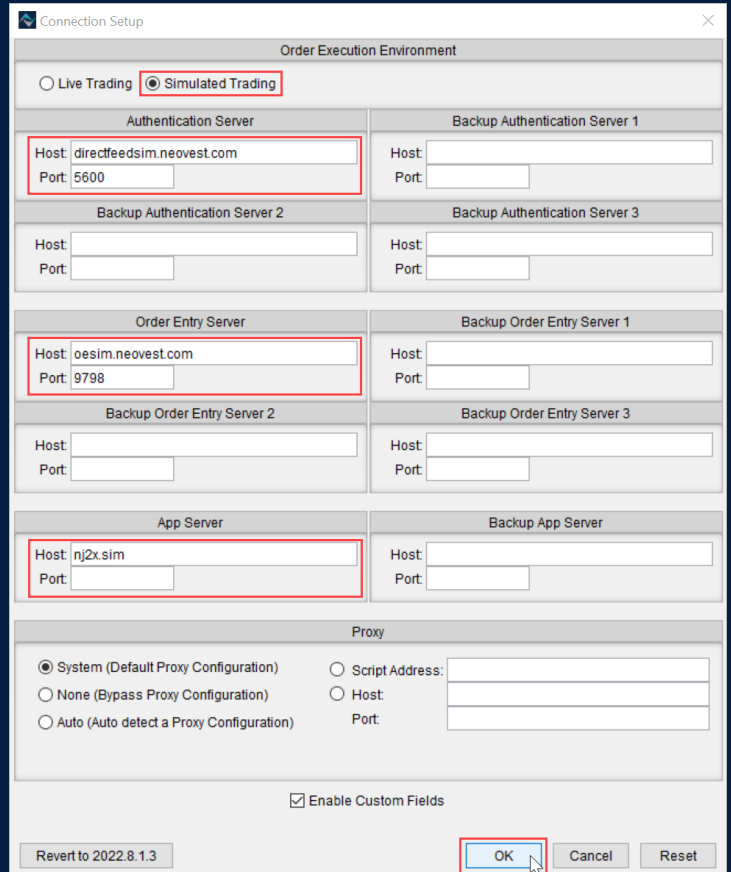 Connection Setup
Order Execution Environment
Live Trading Simulated Trading
Authentication Server Backup Authentication Server 1
Host: directfeedsim.neovest.com Host:
Port: 5600 Port:
Backup Authentication Server 2 Backup Authentication Server 3
Host: Host:
Port: Port:
Order Entry Server Backup Order Entry Server 1
Host: oesim.neovest.com Host:
Port: 9798 Port:
Backup Order Entry Server 2 Backup Order Entry Server 3
Host: Host:
Port: Port:
App Server Backup App Server
Host: nj2x.sim Host:
Port: Port:
Proxy
System (Default Proxy Configuration) Script Address:
None (Bypass Proxy Configuration) Host:
Auto (Auto detect a Proxy Configuration) Port:
Enable Custom Fields
Revert to 2022.8.1.3 OK Cancel Reset